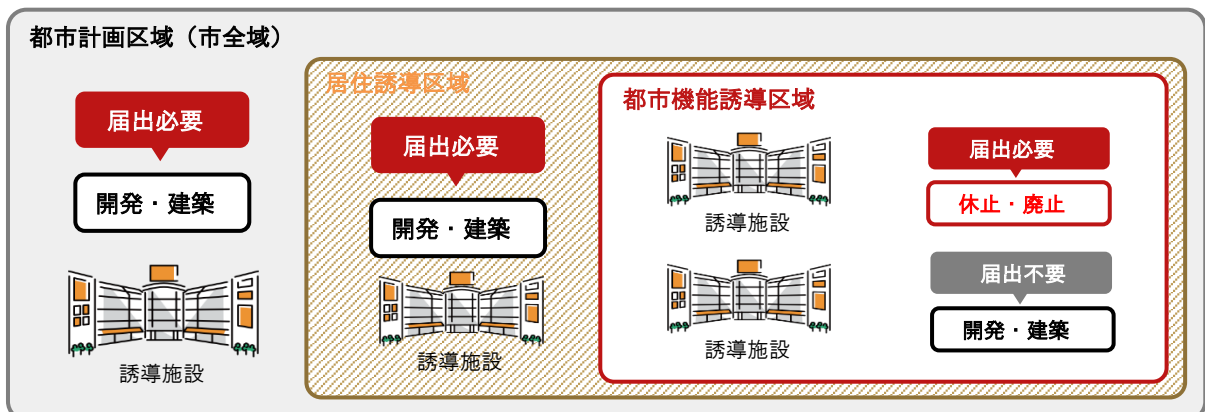 都市計画区域（市全域）
届出必要
開発・建築
誘導施設
居住誘導区域
届出必要
開発・建築
誘導施設
都市機能誘導区域
誘導施設
届出必要
休止・廃止
誘導施設
届出不要
開発・建築